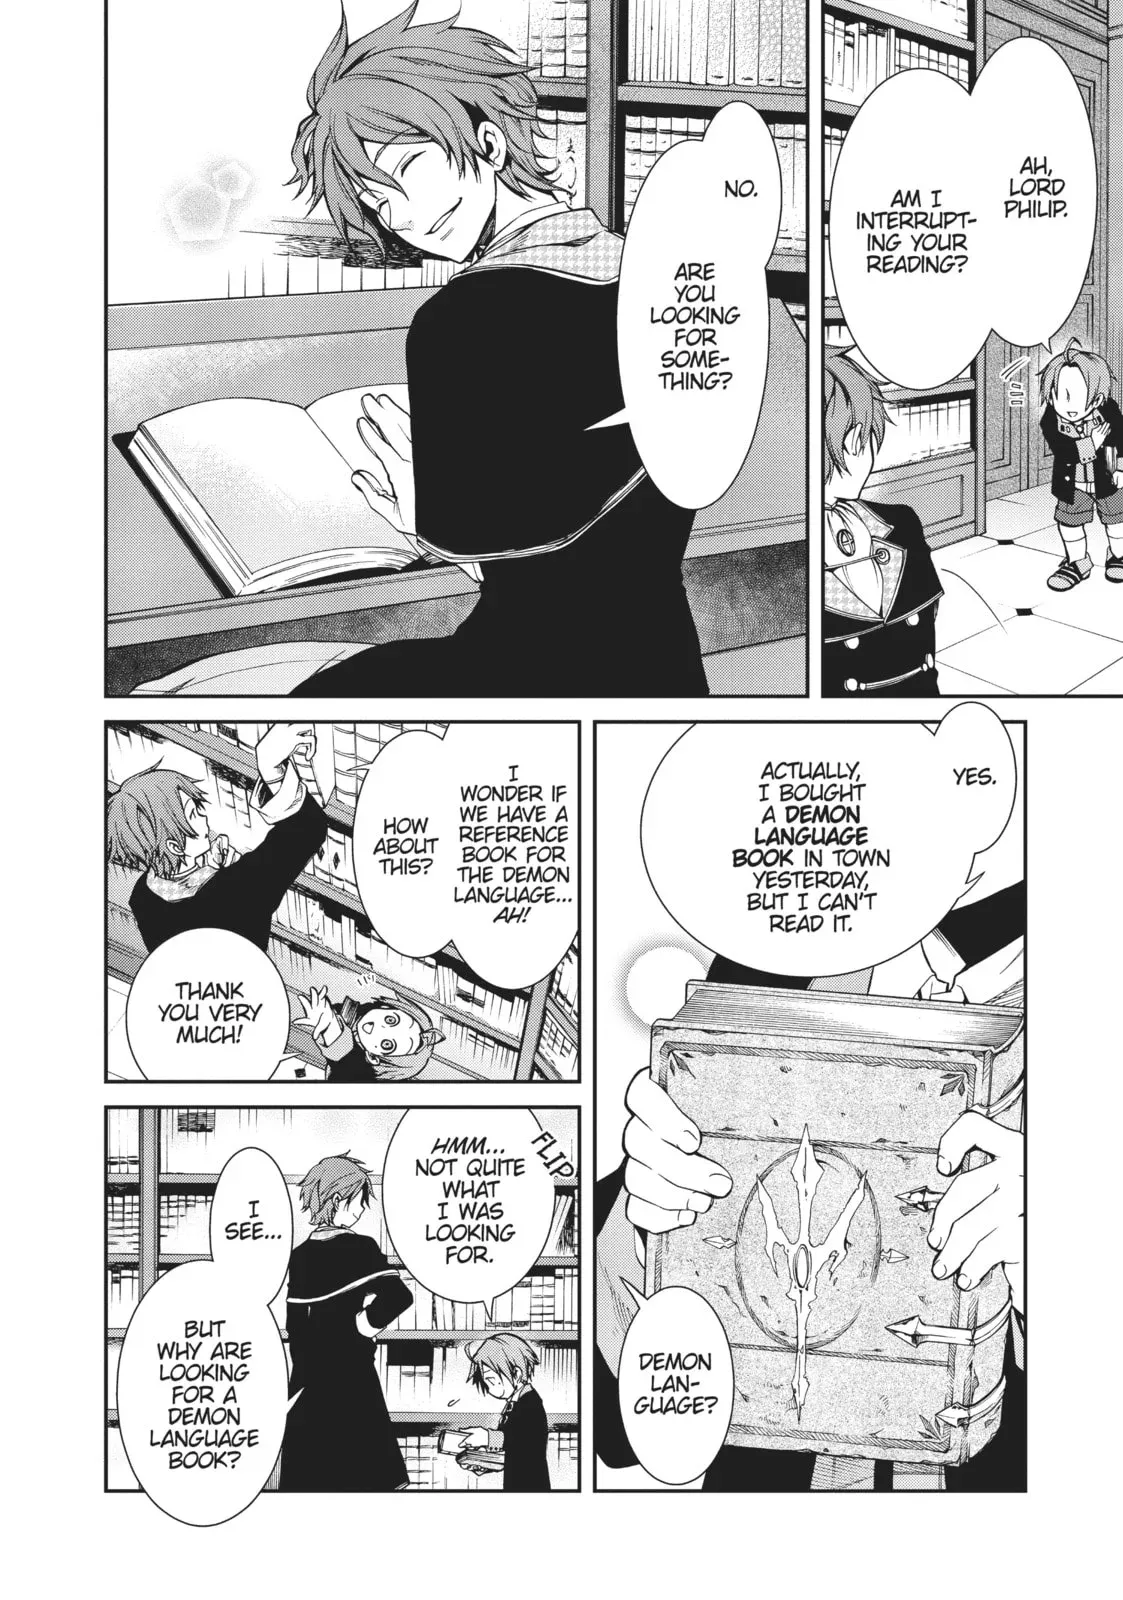 AH,
LORD
PHILIP.
AM I
INTERRUPT-
ING YOUR
READING?
NO.
ARE
YOU
LOOKING
FOR
SOME-
THING?
YES.
ACTUALLY,
I BOUGHT
A DEMON
LANGUAGE
BOOK IN TOWN
YESTERDAY,
BUT I CAN'T
READ IT.
DEMON
LAN-
GUAGE?
I
WONDER IF
WE HAVE A
REFERENCE
BOOK FOR
THE DEMON
LANGUAGE...
AH!
HOW
ABOUT
THIS?
THANK
YOU VERY
MUCH!
FLIP
HMM...
NOT QUITE
WHAT
I WAS
LOOKING
FOR.
I
SEE...
BUT
WHY ARE
LOOKING
FOR A
DEMON
LANGUAGE
BOOK?